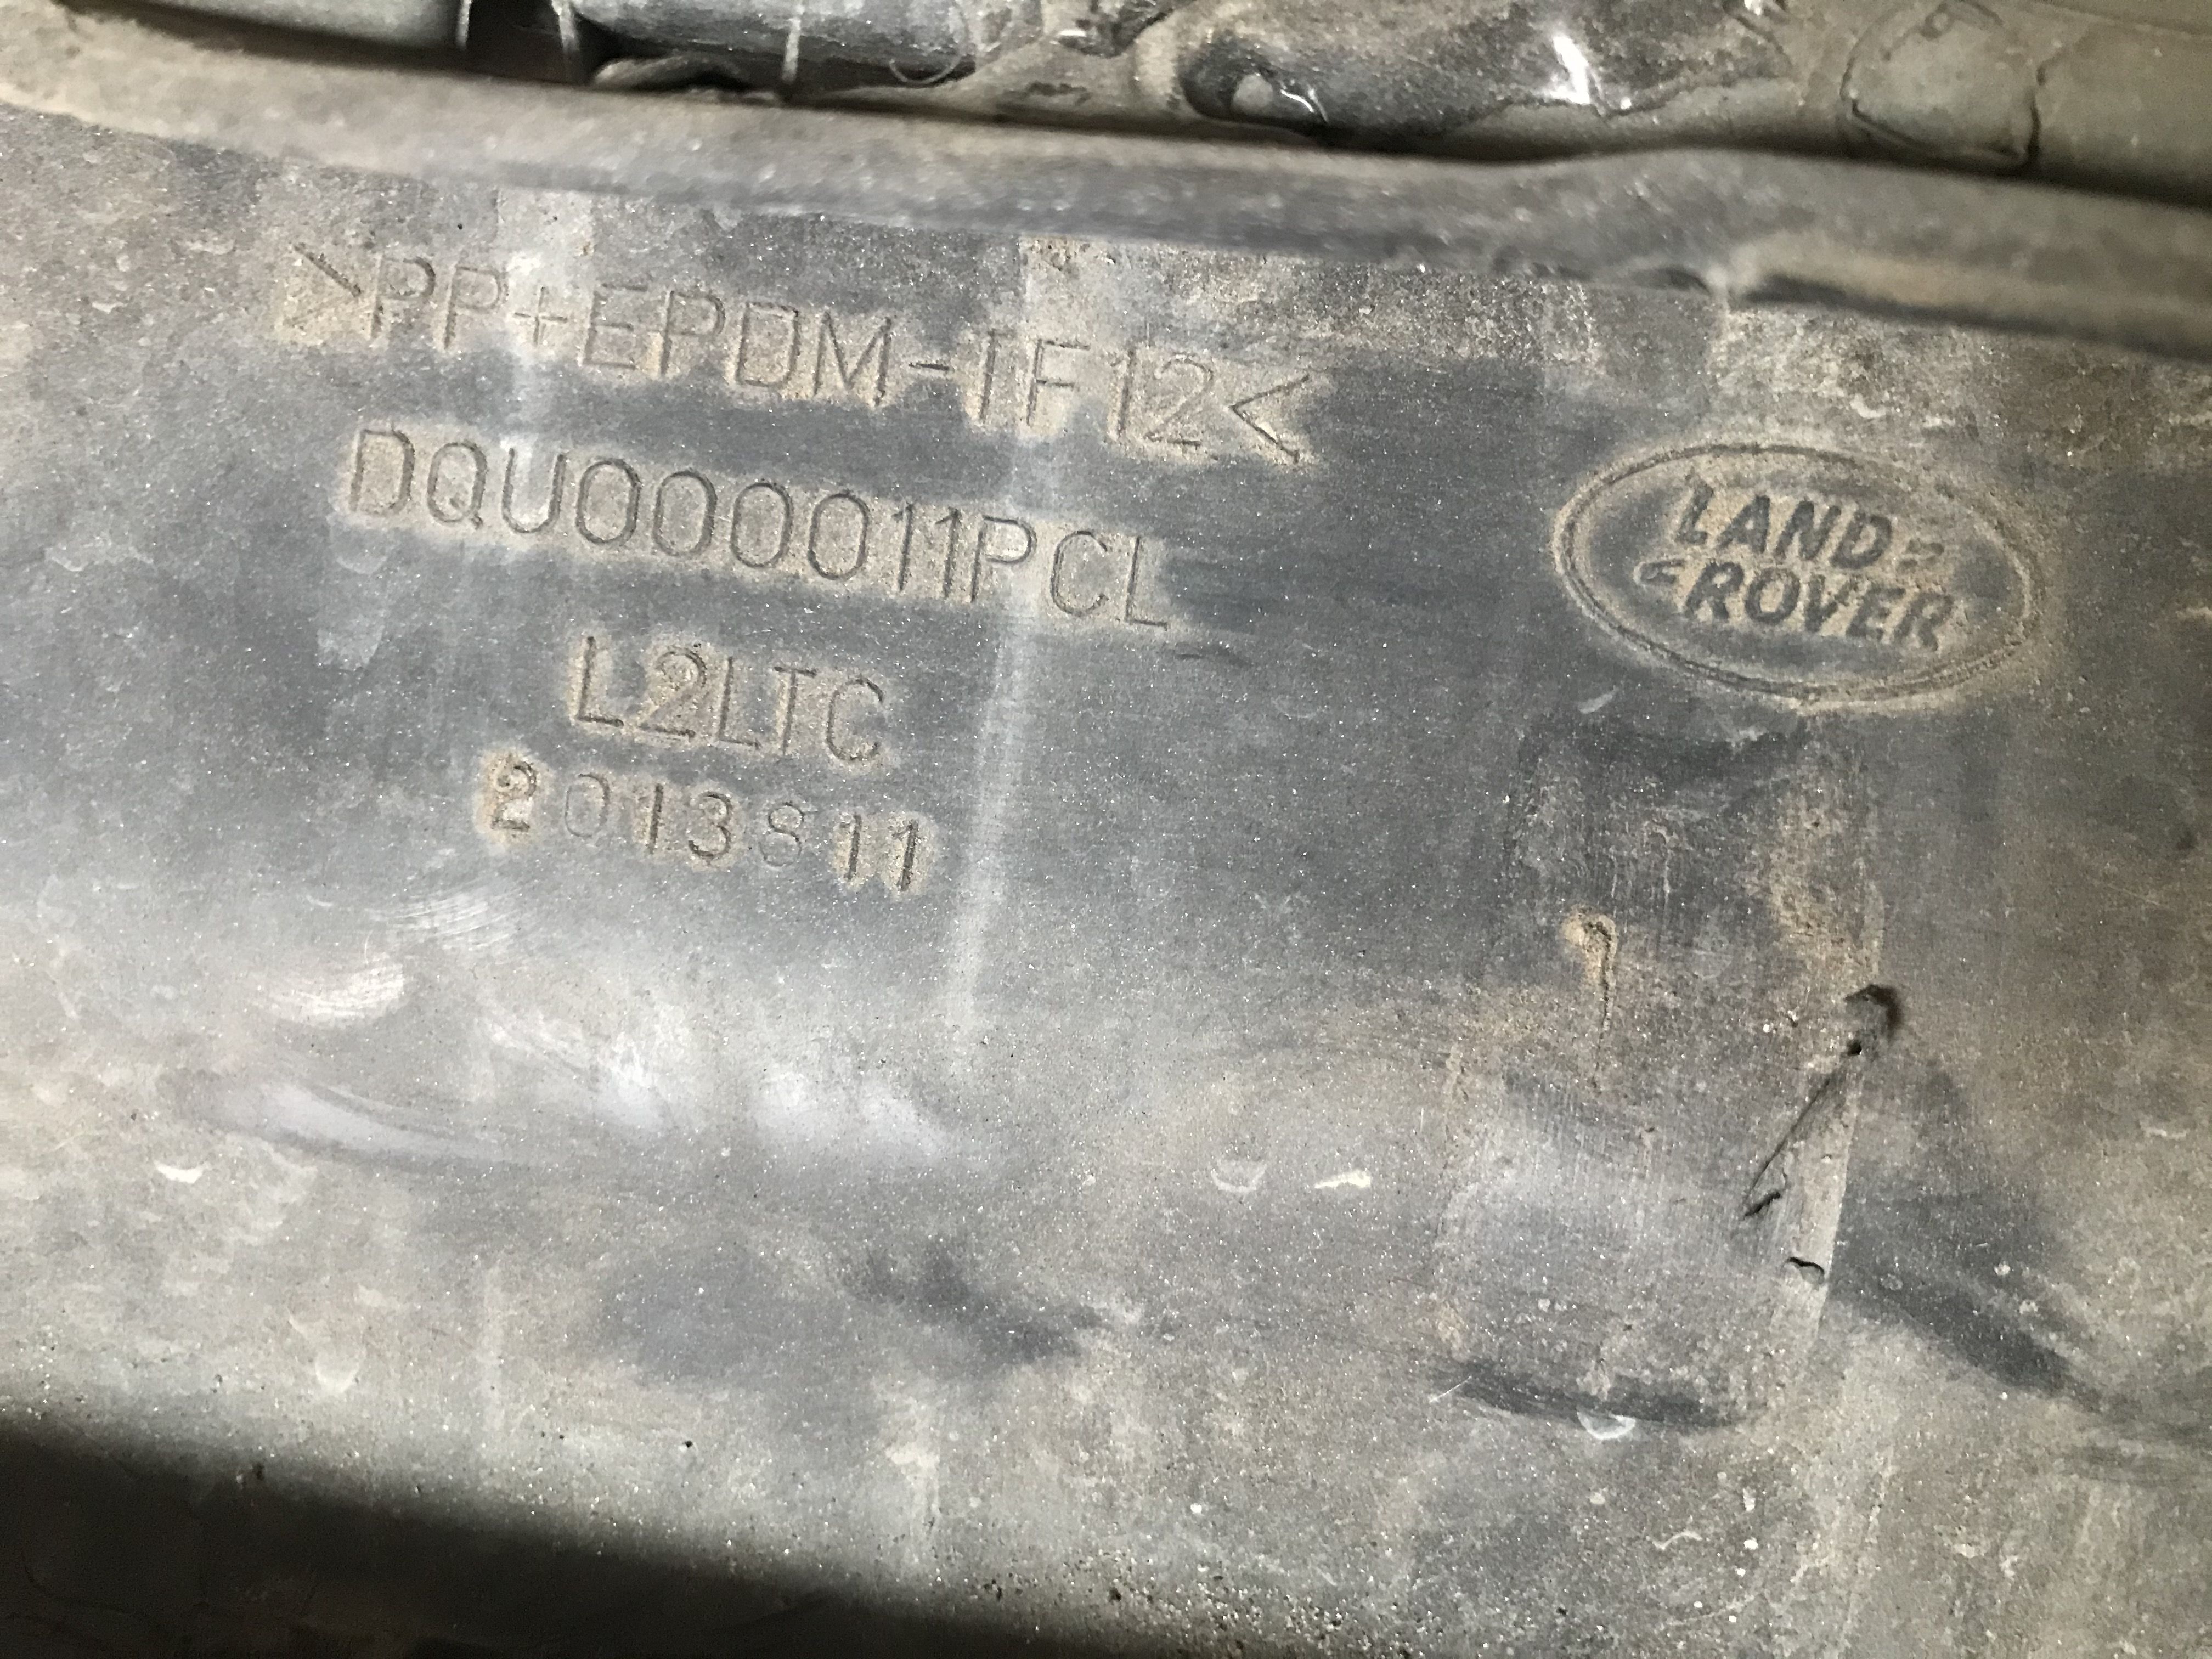 >PP+EPDM-TF12<
DQU000011PCL
L2LTC
2013811
LAND
ROVER